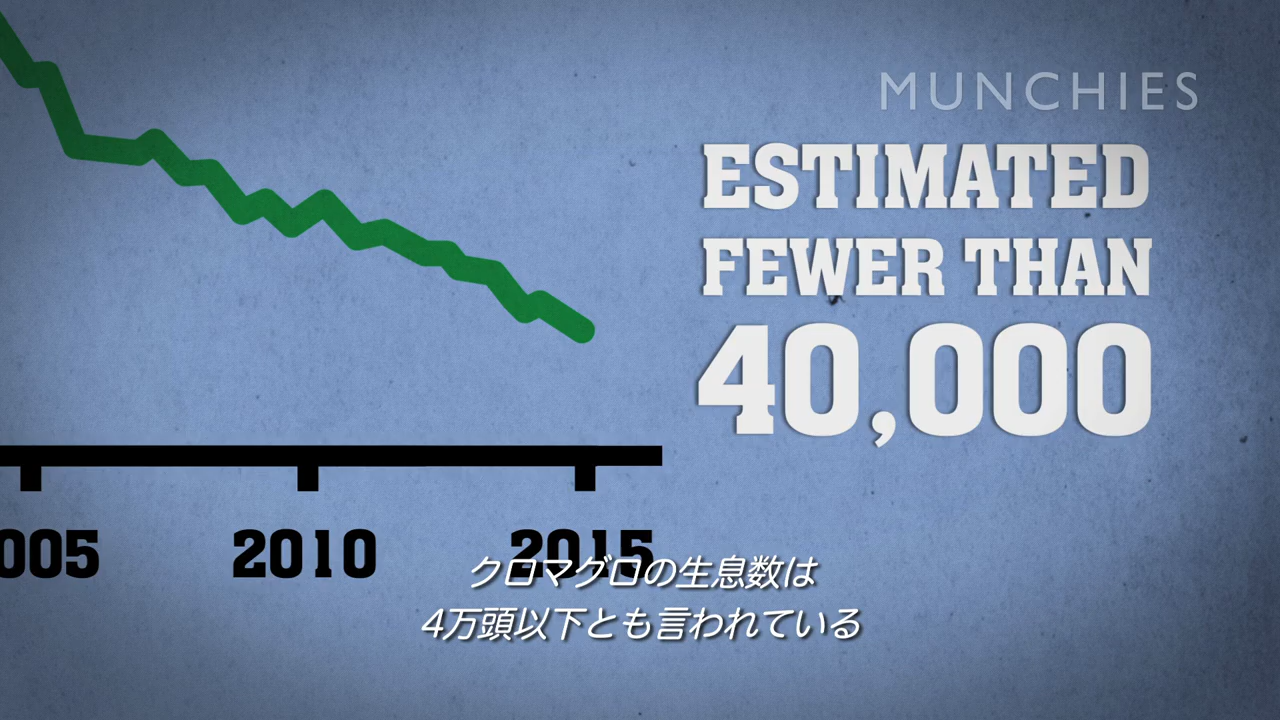 MUNCHIES
ESTIMATED
FEWER THAN
40,000
005 2010 2015
クロマグロの生息数は
4万頭以下とも言われている